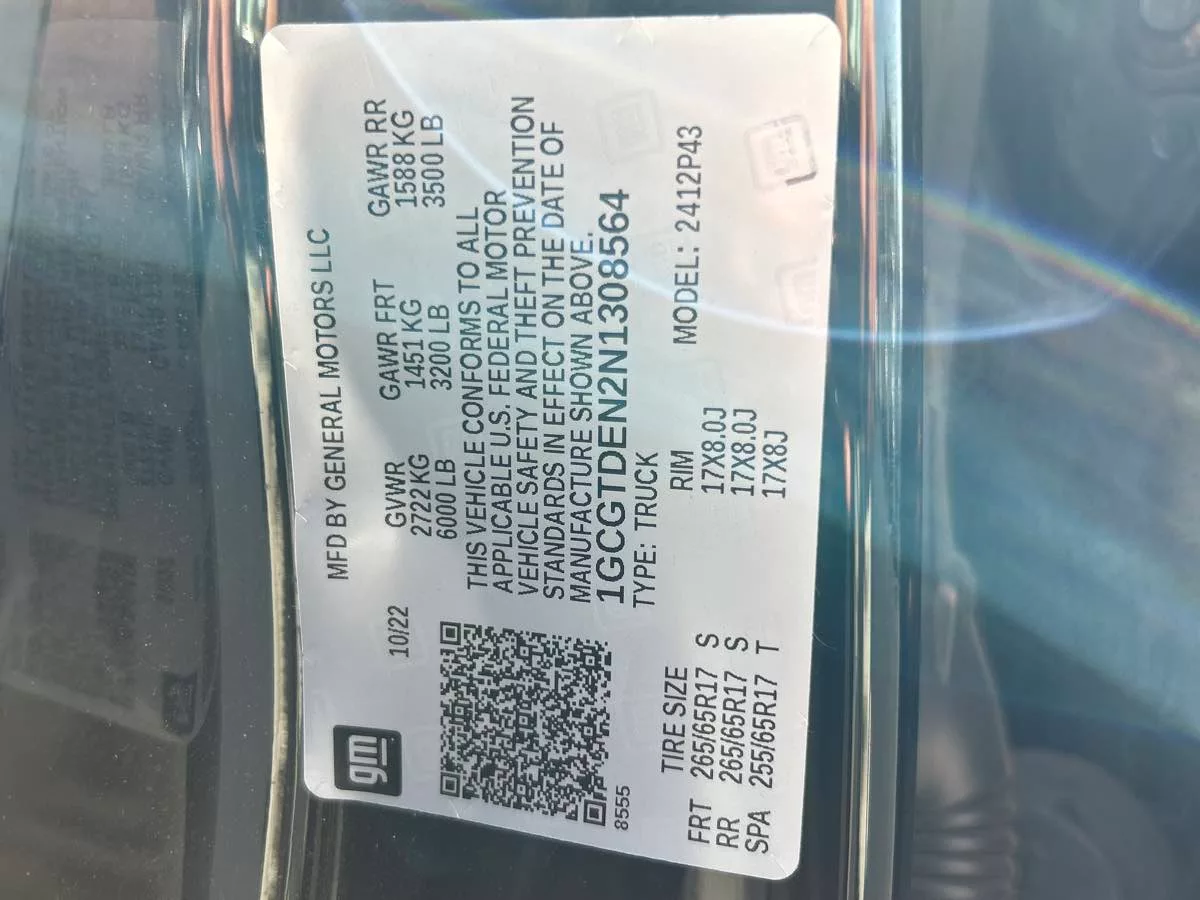 gm
MFD BY GENERAL MOTORS LLC
10/22
GVWR GAWR FRT GAWR RR
2722 KG 1451 KG 1588 KG
6000 LB 3200 LB 3500 LB
THIS VEHICLE CONFORMS TO ALL
APPLICABLE U.S. FEDERAL MOTOR
VEHICLE SAFETY AND THEFT PREVENTION
STANDARDS IN EFFECT ON THE DATE OF
MANUFACTURE SHOWN ABOVE.
1GCGTDEN2N1308564
8555
TYPE: TRUCK
TIRE SIZE RIM MODEL: 2412P43
FRT 265/65R17 S 17X8.0J
RR 265/65R17 S 17X8.0J
SPA 255/65R17 T 17X8J